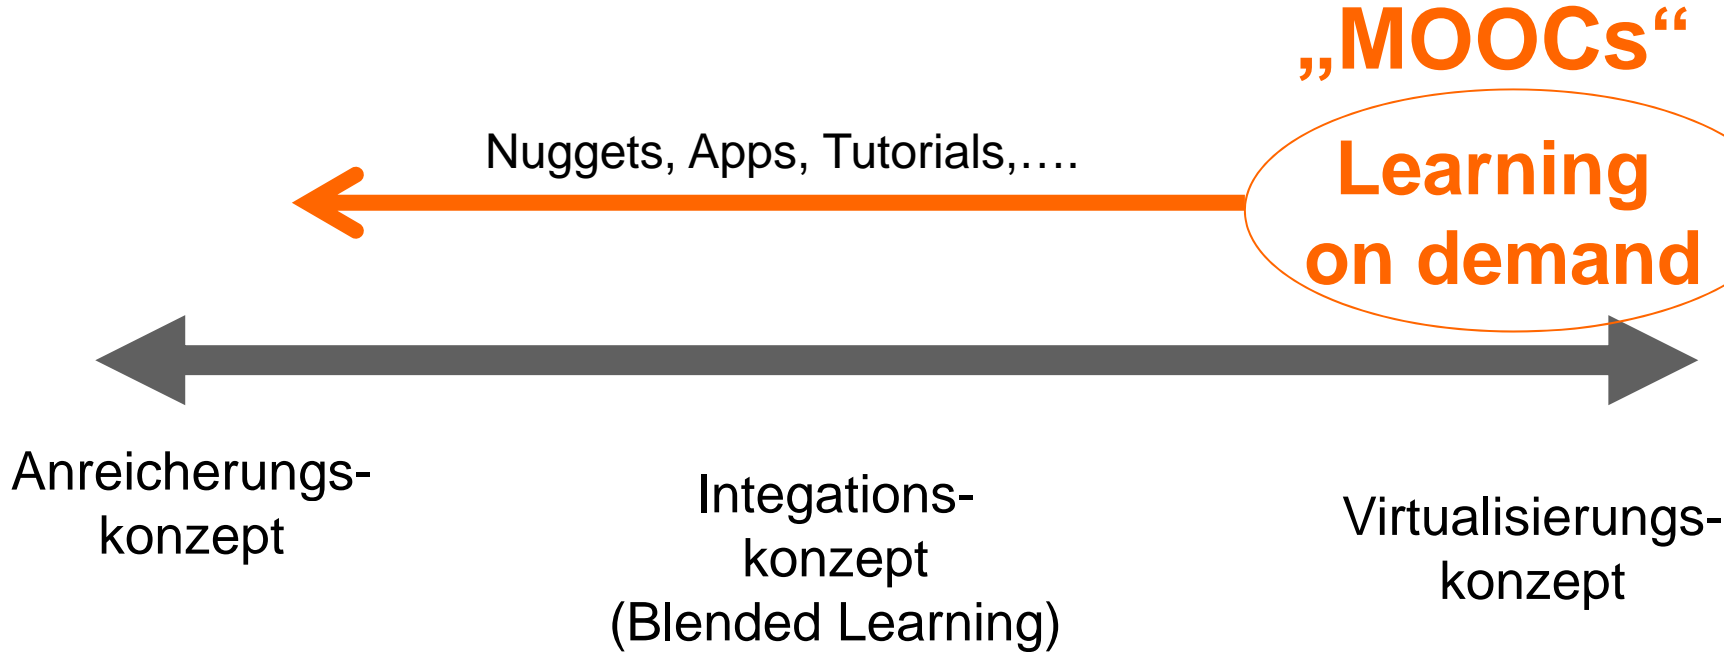 „MOOCs“
Nuggets, Apps, Tutorials,….
Learning
on demand
Anreicherungs-
konzept
Integations-
konzept
(Blended Learning)
Virtualisierungs-
konzept